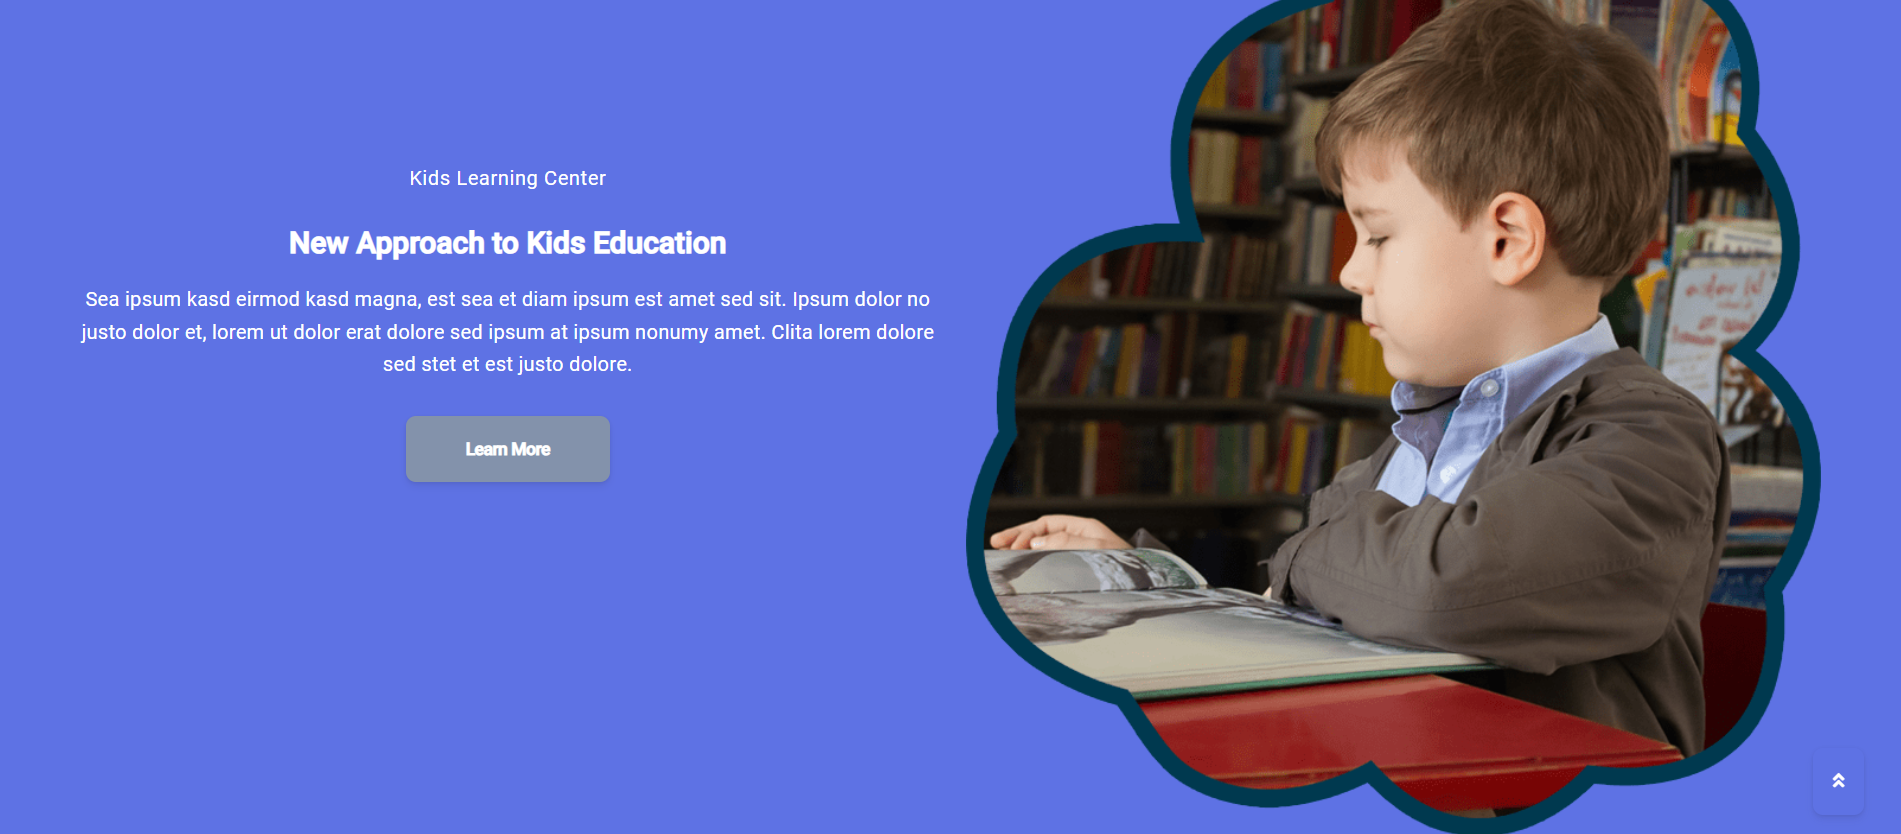 Kids Learning Center
New Approach to Kids Education
Sea ipsum kasd eirmod kasd magna, est sea et diam ipsum est amet sed sit. Ipsum dolor no
justo dolor et, lorem ut dolor erat dolore sed ipsum at ipsum nonumy amet. Clita lorem dolore
sed stet et est justo dolore.
Learn More